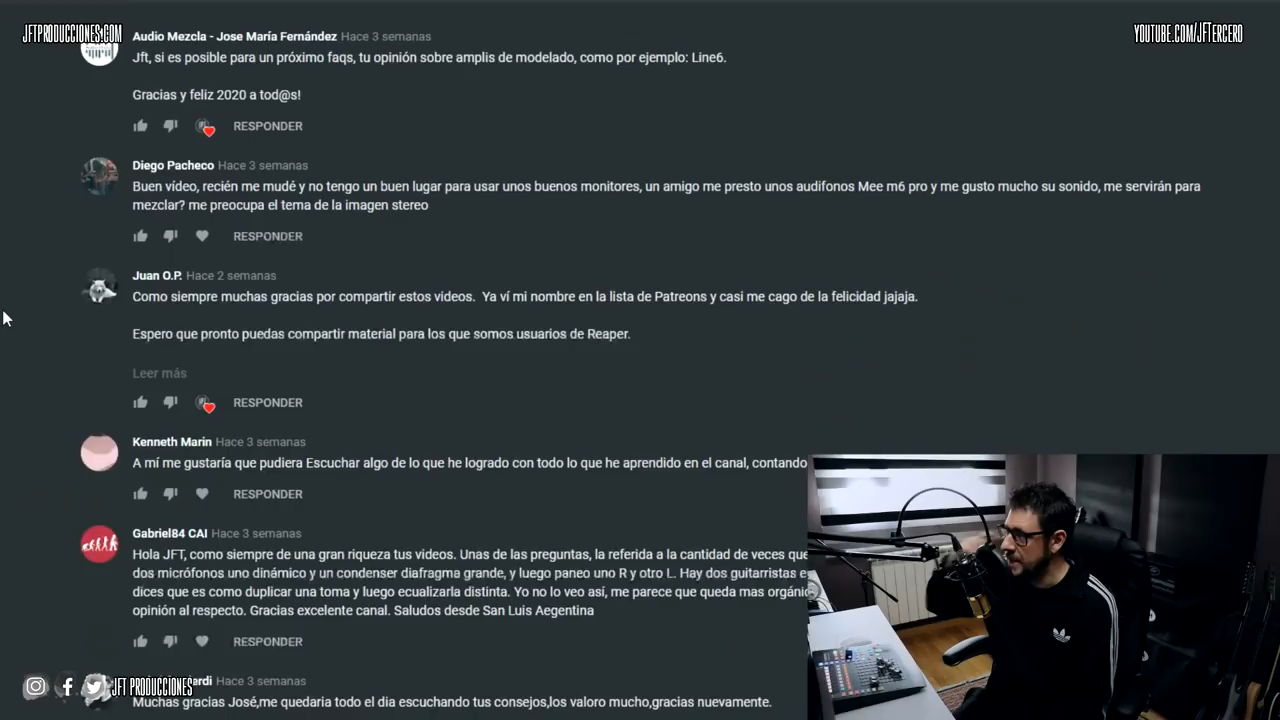 JFTPRODUCCIONES.COM
YOUTUBE.COM/JFTERCERO
Audio Mezcla - Jose María Fernández Hace 3 semanas
Jft, si es posible para un próximo faqs, tu opinión sobre amplis de modelado, como por ejemplo: Line6.
Gracias y feliz 2020 a tod@s!
RESPONDER
Diego Pacheco Hace 3 semanas
Buen vídeo, recién me mudé y no tengo un buen lugar para usar unos buenos monitores, un amigo me presto unos audifonos Mee m6 pro y me gusto mucho su sonido, me servirán para
mezclar? me preocupa el tema de la imagen stereo
RESPONDER
Juan O.P. Hace 2 semanas
Como siempre muchas gracias por compartir estos videos. Ya ví mi nombre en la lista de Patreons y casi me cago de la felicidad jajaja.
Espero que pronto puedas compartir material para los que somos usuarios de Reaper.
Leer más
RESPONDER
Kenneth Marin Hace 3 semanas
A mí me gustaría que pudiera Escuchar algo de lo que he logrado con todo lo que he aprendido en el canal, contando
RESPONDER
Gabriel84 CAI Hace 3 semanas
Hola JFT, como siempre de una gran riqueza tus videos. Unas de las preguntas, la referida a la cantidad de veces que
dos micrófonos uno dinámico y un condenser diafragma grande, y luego paneo uno R y otro L. Hay dos guitarristas
dices que es como duplicar una toma y luego ecualizarla distinta. Yo no lo veo así, me parece que queda mas
opinión al respecto. Gracias excelente canal. Saludos desde San Luis Aegentina
RESPONDER
Hace 3 semanas
JFT PRODUCCIONES
Muchas gracias José,me quedaria todo el dia escuchando tus consejos,los valoro mucho,gracias nuevamente.